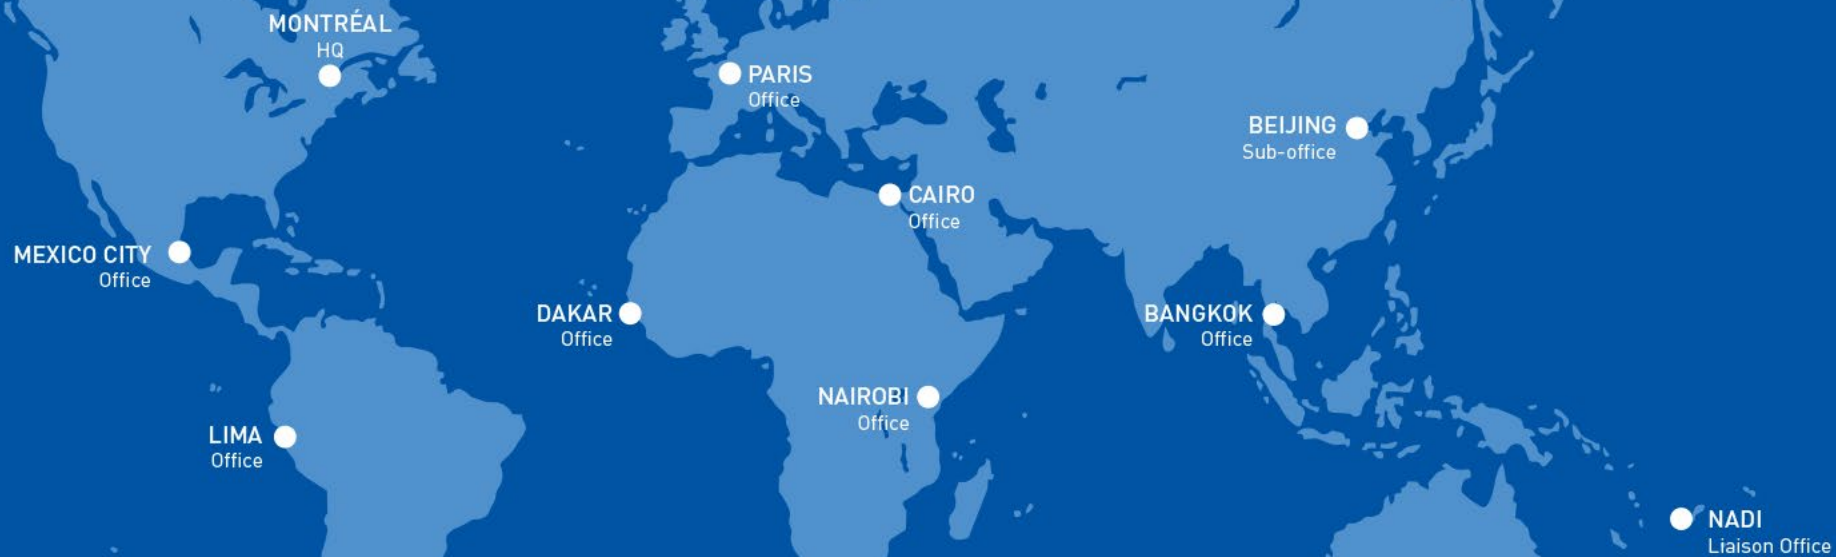 MONTRÉAL
HQ
PARIS
Office
BEIJING
Sub-office
CAIRO
Office
MEXICO CITY
Office
DAKAR
Office
BANGKOK
Office
NAIROBI
Office
LIMA
Office
NADI
Liaison Office